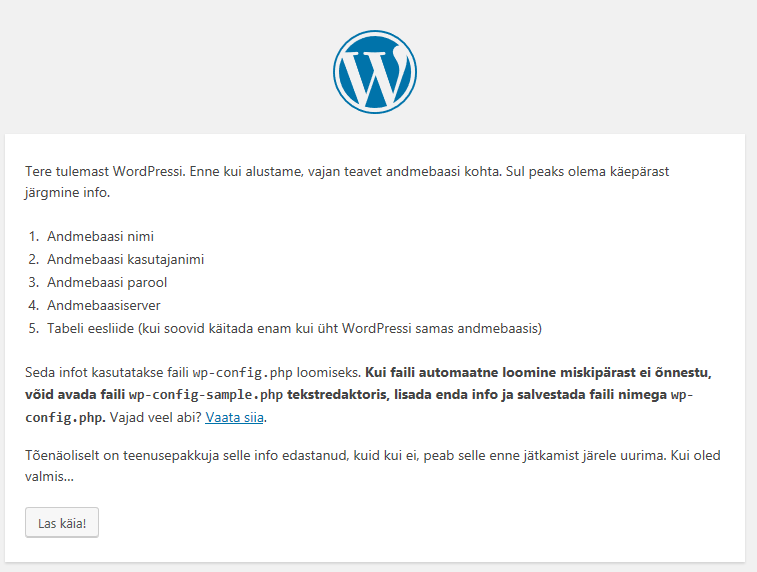 Tere tulemast WordPressi. Enne kui alustame, vajan teavet andmebaasi kohta. Sul peaks olema käepärast
järgmine info.
1. Andmebaasi nimi
2. Andmebaasi kasutajanimi
3. Andmebaasi parool
4. Andmebaasiserver
5. Tabeli eesliide (kui soovid käitada enam kui üht WordPressi samas andmebaasis)
Seda infot kasutatakse faili wp-config.php loomiseks. Kui faili automaatne loomine miskipärast ei õnnestu,
võid avada faili wp-config-sample.php tekstredaktoris, lisada enda info ja salvestada faili nimega wp-
config.php. Vajad veel abi? Vaata siia.
Tõenäoliselt on teenusepakkuja selle info edastanud, kuid kui ei, peab selle enne jätkamist järele uurima. Kui oled
valmis...
Las käia!